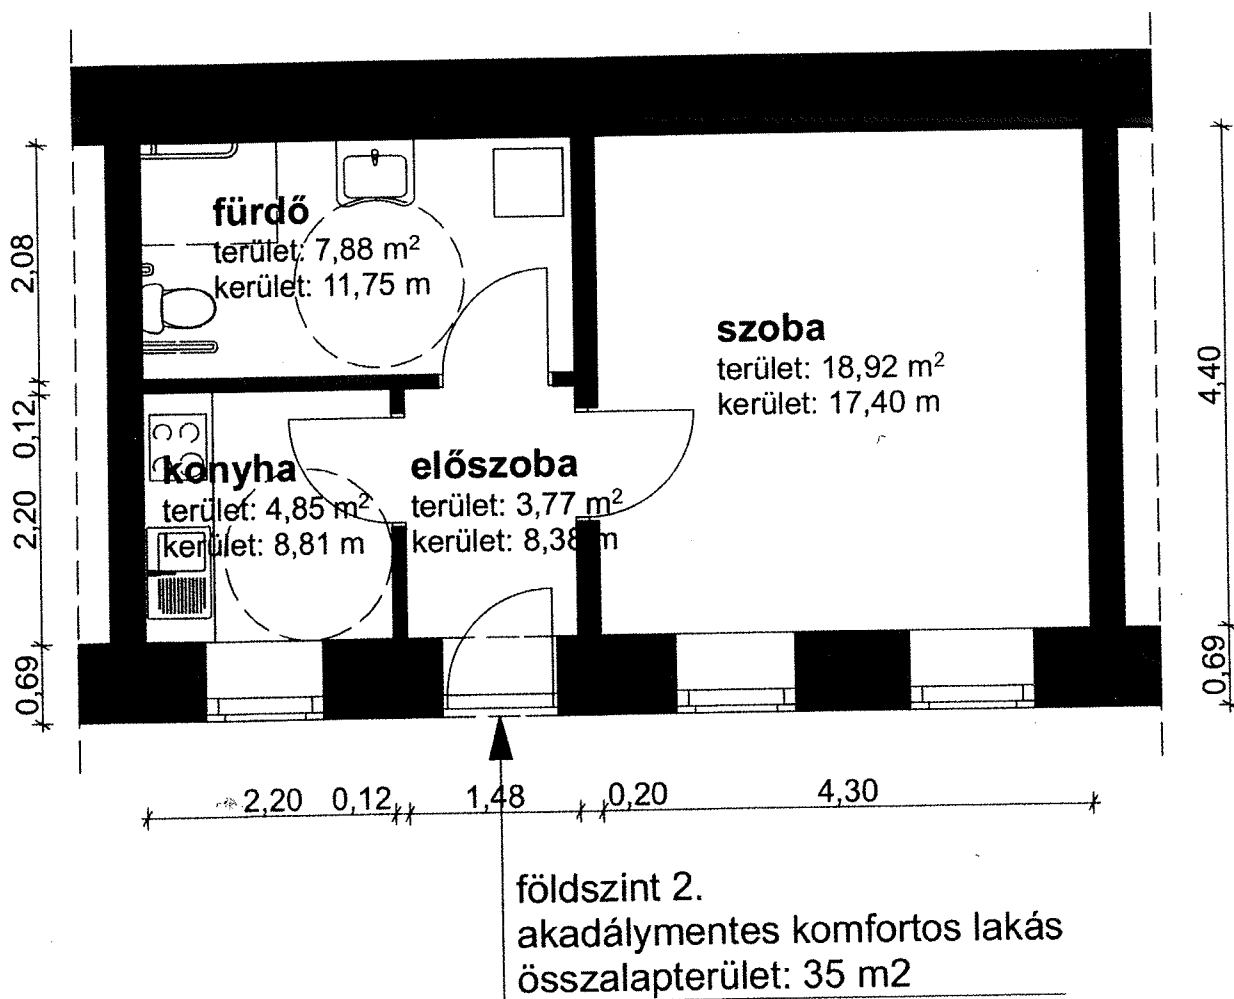 fürdő
terület: 7,88 m²
kerület: 11,75 m
szoba
terület: 18,92 m²
kerület: 17,40 m
konyha
terület: 4,85 m²
kerület: 8,81 m
előszoba
terület: 3,77 m²
kerület: 8,38 m
2,08
0,12
2,20
0,69
4,40
0,69
2,20 0,12 1,48 0,20 4,30
földszint 2.
akadálymentes komfortos lakás
összalapterület: 35 m2